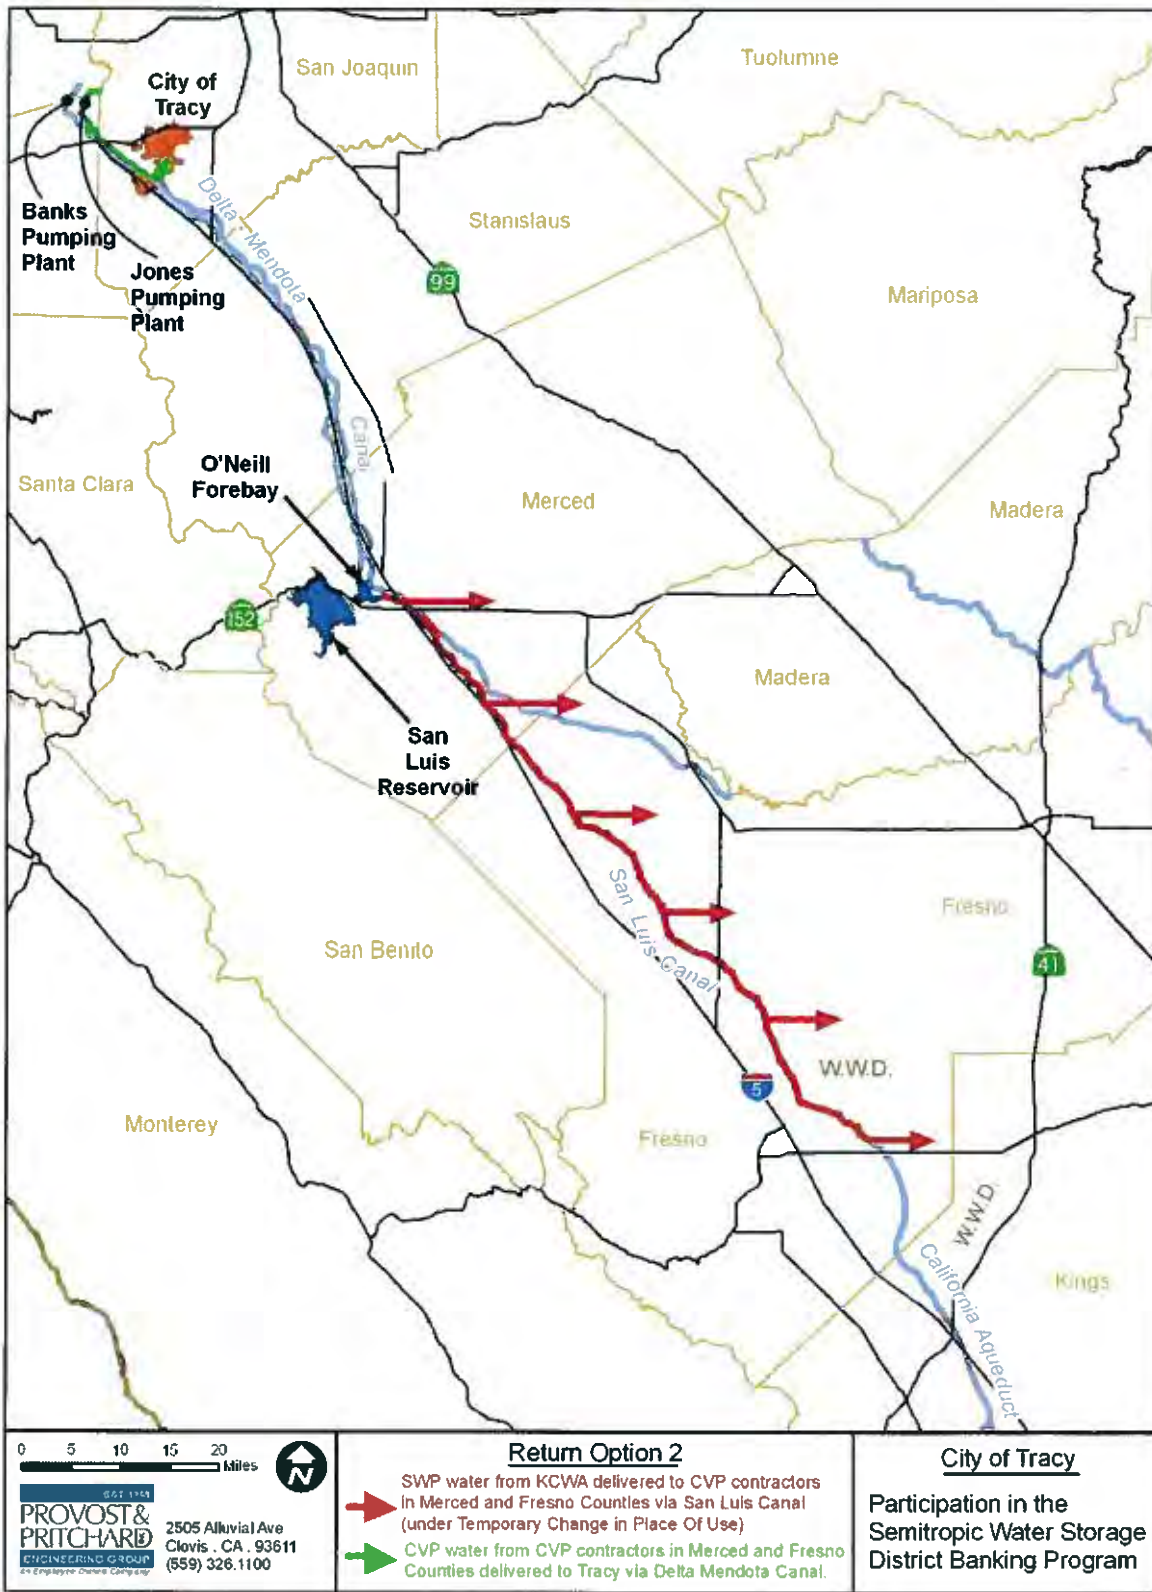 San Joaquin
Tuolumne
City of
Tracy
Banks
Pumping
Plant
Jones
Pumping
Plant
Delta - Mendota
Canal
Stanislaus
99
Mariposa
Santa Clara
O'Neill
Forebay
Merced
Madera
152
San
Luis
Reservoir
Madera
San Luis Canal
Fresno
41
San Benito
W.W.D.
5
Monterey
Fresno
W.W.D.
California Aqueduct
Kings
0 5 10 15 20
Miles
N
EST. 1968
PROVOST&
PRITCHARD
ENGINEERING GROUP
An Employee Owned Company
2505 Alluvial Ave
Clovis . CA . 93611
(559) 326.1100
Return Option 2
SWP water from KCWA delivered to CVP contractors
in Merced and Fresno Counties via San Luis Canal
(under Temporary Change in Place Of Use)
CVP water from CVP contractors in Merced and Fresno
Counties delivered to Tracy via Delta Mendota Canal.
City of Tracy
Participation in the
Semitropic Water Storage
District Banking Program